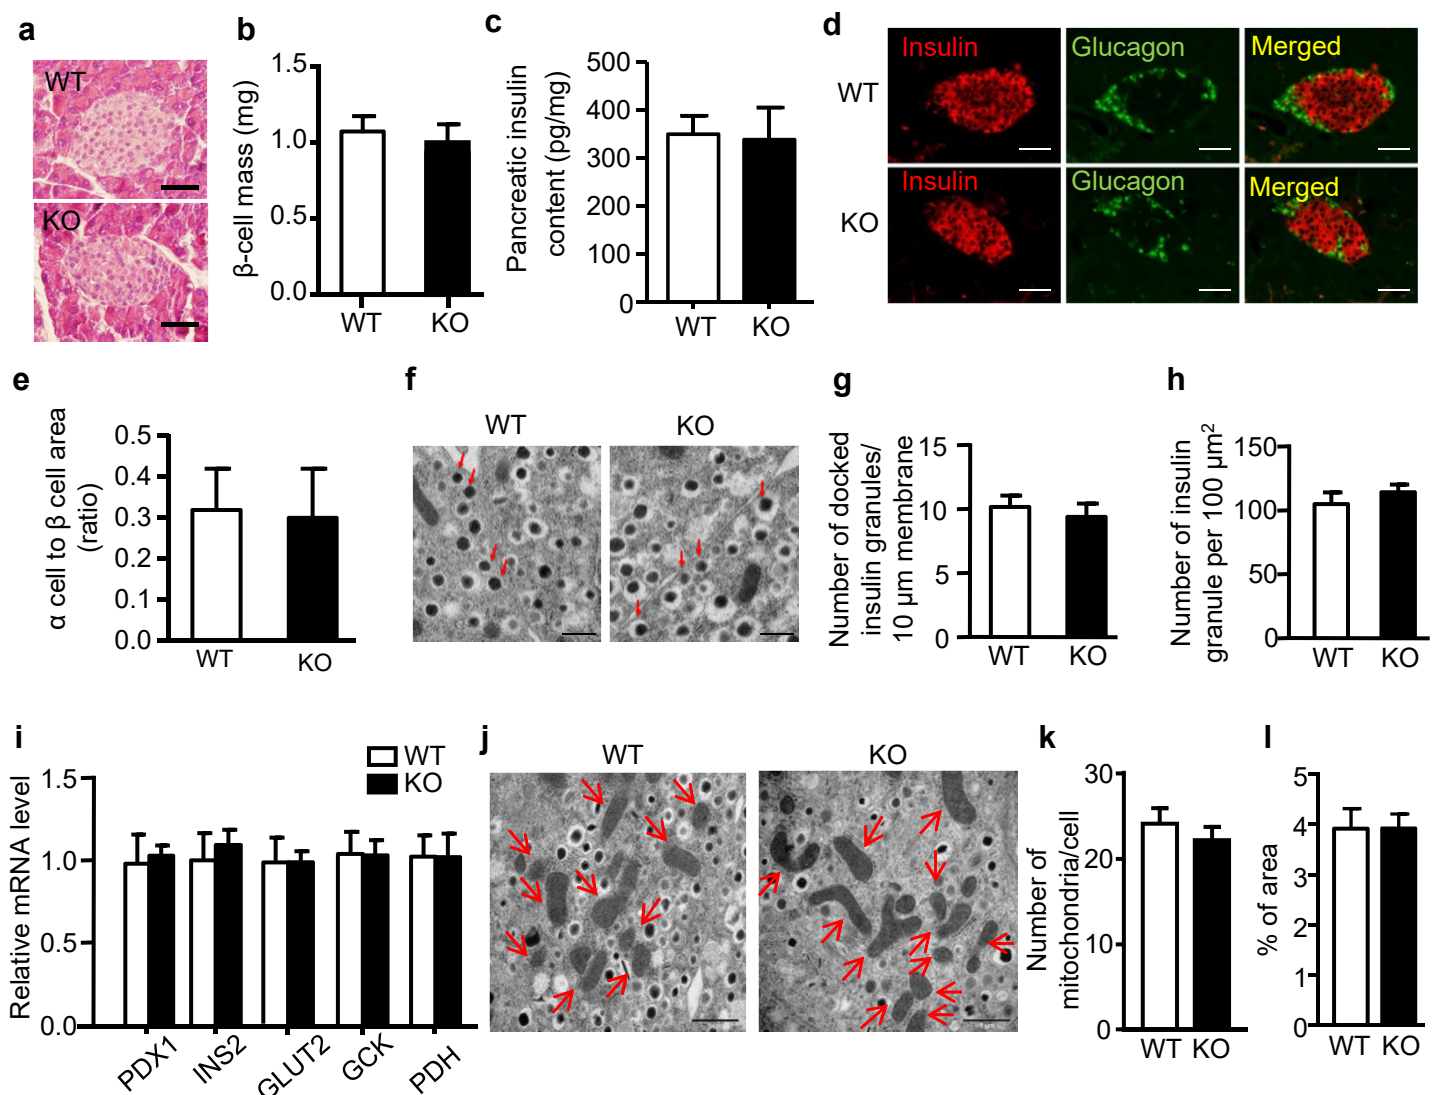 a
WT
KO
b
β-cell mass (mg)
1.5
1.0
0.5
0.0
WT
KO
c
Pancreatic insulin
content (pg/mg)
500
400
300
200
100
0
WT
KO
d
Insulin
Glucagon
Merged
WT
Insulin
Glucagon
Merged
KO
e
α cell to β cell area
(ratio)
0.5
0.4
0.3
0.2
0.1
0.0
WT
KO
f
WT
KO
g
Number of docked
insulin granules/
10 μm membrane
15
10
5
0
WT
KO
h
Number of insulin
granule per 100 μm²
150
100
50
0
WT
KO
i
WT
KO
Relative mRNA level
1.5
1.0
0.5
0.0
PDX1
INS2
GLUT2
GCK
PDH
j
WT
KO
k
Number of
mitochondria/cell
30
20
10
0
WT KO
l
% of area
5
4
3
2
1
0
WT KO